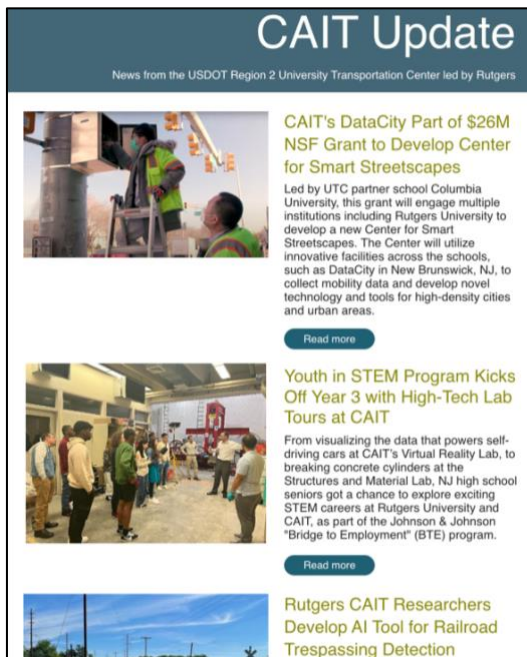 CAIT Update
News from the USDOT Region 2 University Transportation Center led by Rutgers
CAIT's DataCity Part of $26M
NSF Grant to Develop Center
for Smart Streetscapes
Led by UTC partner school Columbia
University, this grant will engage multiple
institutions including Rutgers University to
develop a new Center for Smart
Streetscapes. The Center will utilize
innovative facilities across the schools,
such as DataCity in New Brunswick, NJ, to
collect mobility data and develop novel
technology and tools for high-density cities
and urban areas.
Read more
Youth in STEM Program Kicks
Off Year 3 with High-Tech Lab
Tours at CAIT
From visualizing the data that powers self-
driving cars at CAIT's Virtual Reality Lab, to
breaking concrete cylinders at the
Structures and Material Lab, NJ high school
seniors got a chance to explore exciting
STEM careers at Rutgers University and
CAIT, as part of the Johnson & Johnson
"Bridge to Employment" (BTE) program.
Read more
Rutgers CAIT Researchers
Develop AI Tool for Railroad
Trespassing Detection